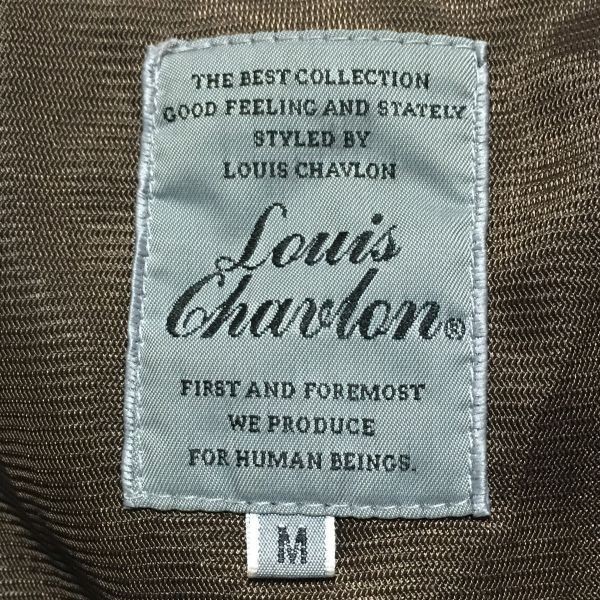 THE BEST COLLECTION
GOOD FEELING AND STATELY
STYLED BY
LOUIS CHAVLON
Louis
Chavlon®
FIRST AND FOREMOST
WE PRODUCE
FOR HUMAN BEINGS.
M